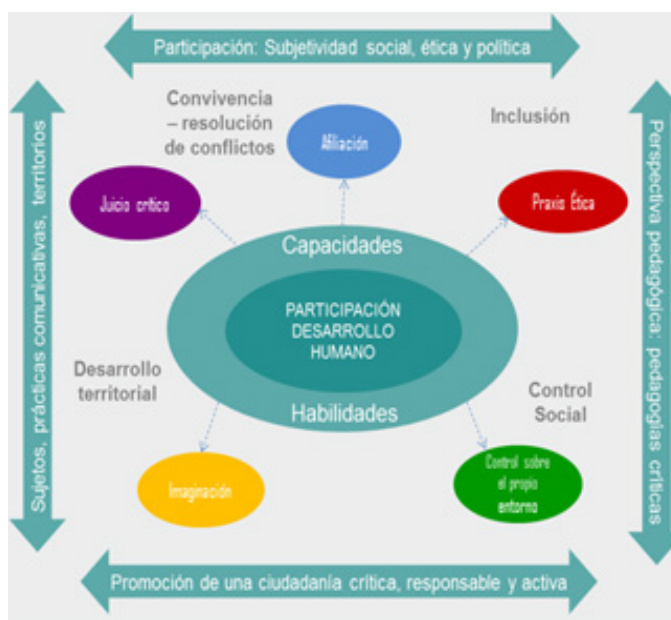 Participación: Subjetividad social, ética y política
Convivencia
– resolución
de conflictos
Afiliación
Inclusión
Juicio crítico
Praxis Ética
Capacidades
PARTICIPACIÓN
DESARROLLO
HUMANO
Habilidades
Desarrollo
territorial
Control
Social
Imaginación
Control sobre
el propio
entorno
Sujetos, prácticas comunicativas, territorios
Perspectiva pedagógica: pedagogías críticas
Promoción de una ciudadanía crítica, responsable y activa